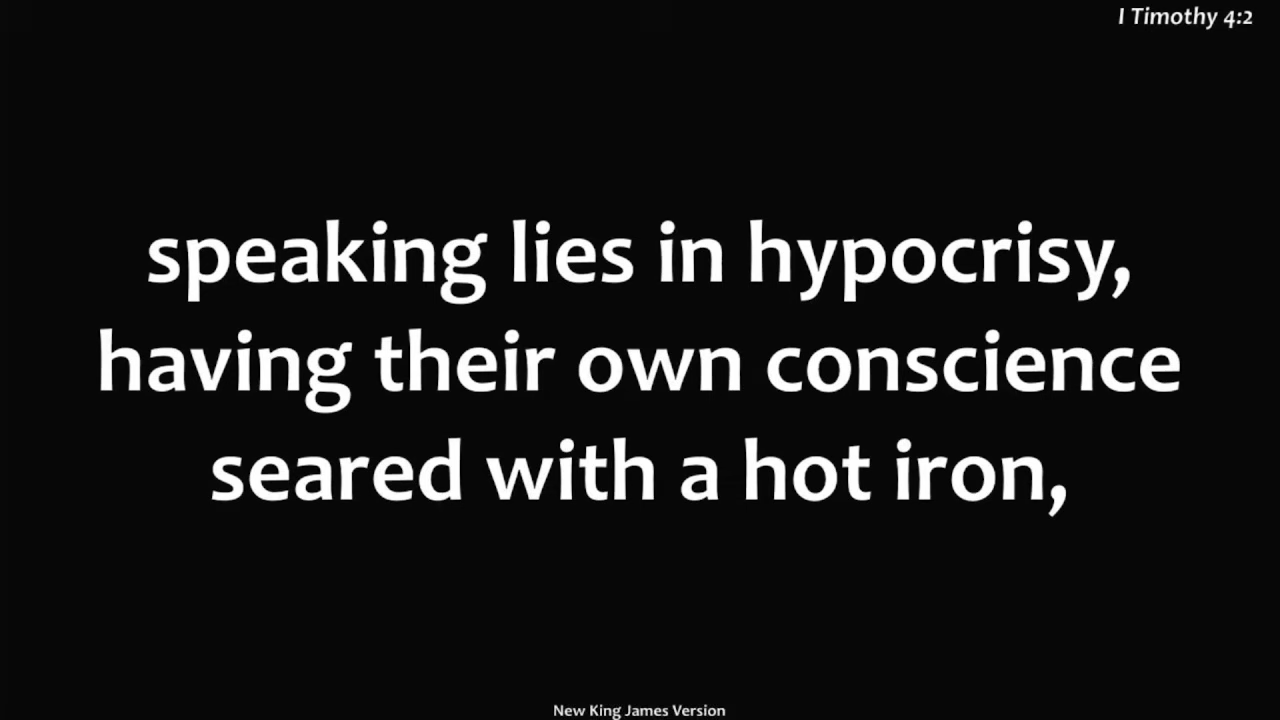 I Timothy 4:2
speaking lies in hypocrisy,
having their own conscience
seared with a hot iron,
New King James Version